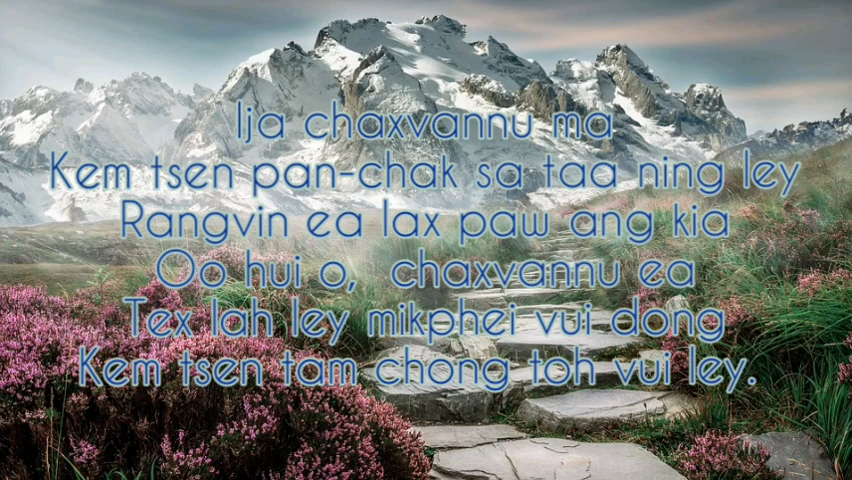 Ija chaxvannu ma
Kem tsen pan-chak sa taa ning ley
Rangvin ea lax paw ang kia
Oo hui o, chaxvannu ea
Tex lah ley mikphei vui dong
Kem tsen tam chong toh vui ley.